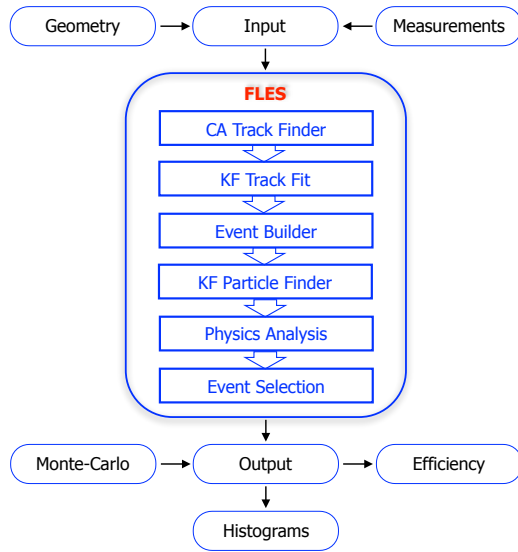 Geometry
Input
Measurements
FLES
CA Track Finder
KF Track Fit
Event Builder
KF Particle Finder
Physics Analysis
Event Selection
Monte-Carlo
Output
Efficiency
Histograms